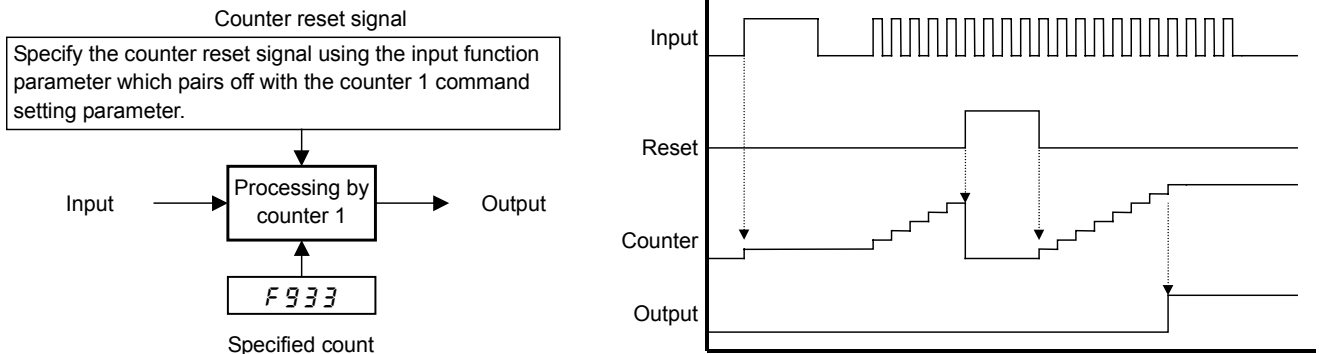 Counter reset signal
Specify the counter reset signal using the input function
parameter which pairs off with the counter 1 command
setting parameter.
Input
Processing by
counter 1
Output
F933
Specified count
Input
Reset
Counter
Output